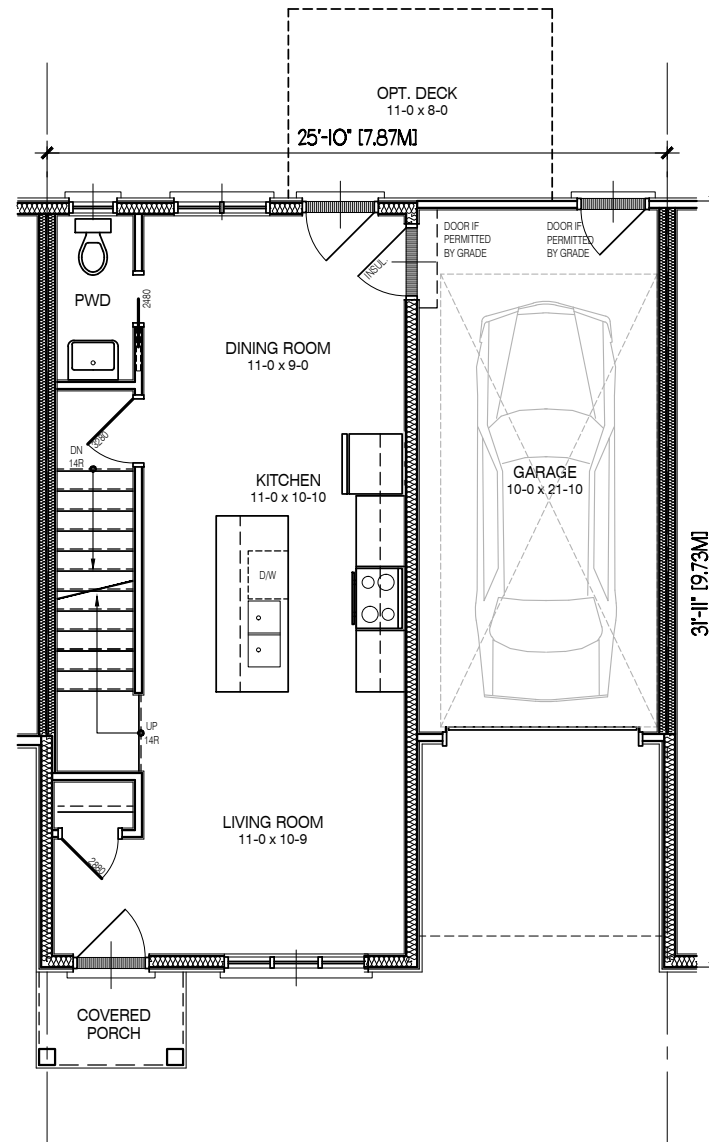 OPT. DECK
11-0 x 8-0
25'-10" [7.87M]
DOOR IF
PERMITTED
BY GRADE
DOOR IF
PERMITTED
BY GRADE
INSUL.
PWD
2480
DINING ROOM
11-0 x 9-0
3280
DN
14R
KITCHEN
11-0 x 10-10
GARAGE
10-0 x 21-10
D/W
31'-11" [9.73M]
UP
14R
LIVING ROOM
11-0 x 10-9
2880
COVERED
PORCH